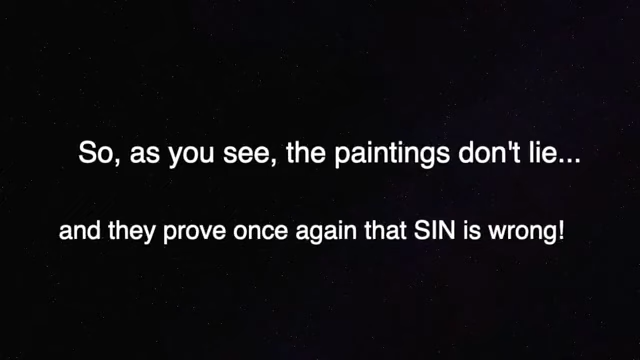 So, as you see, the paintings don't lie...
and they prove once again that SIN is wrong!